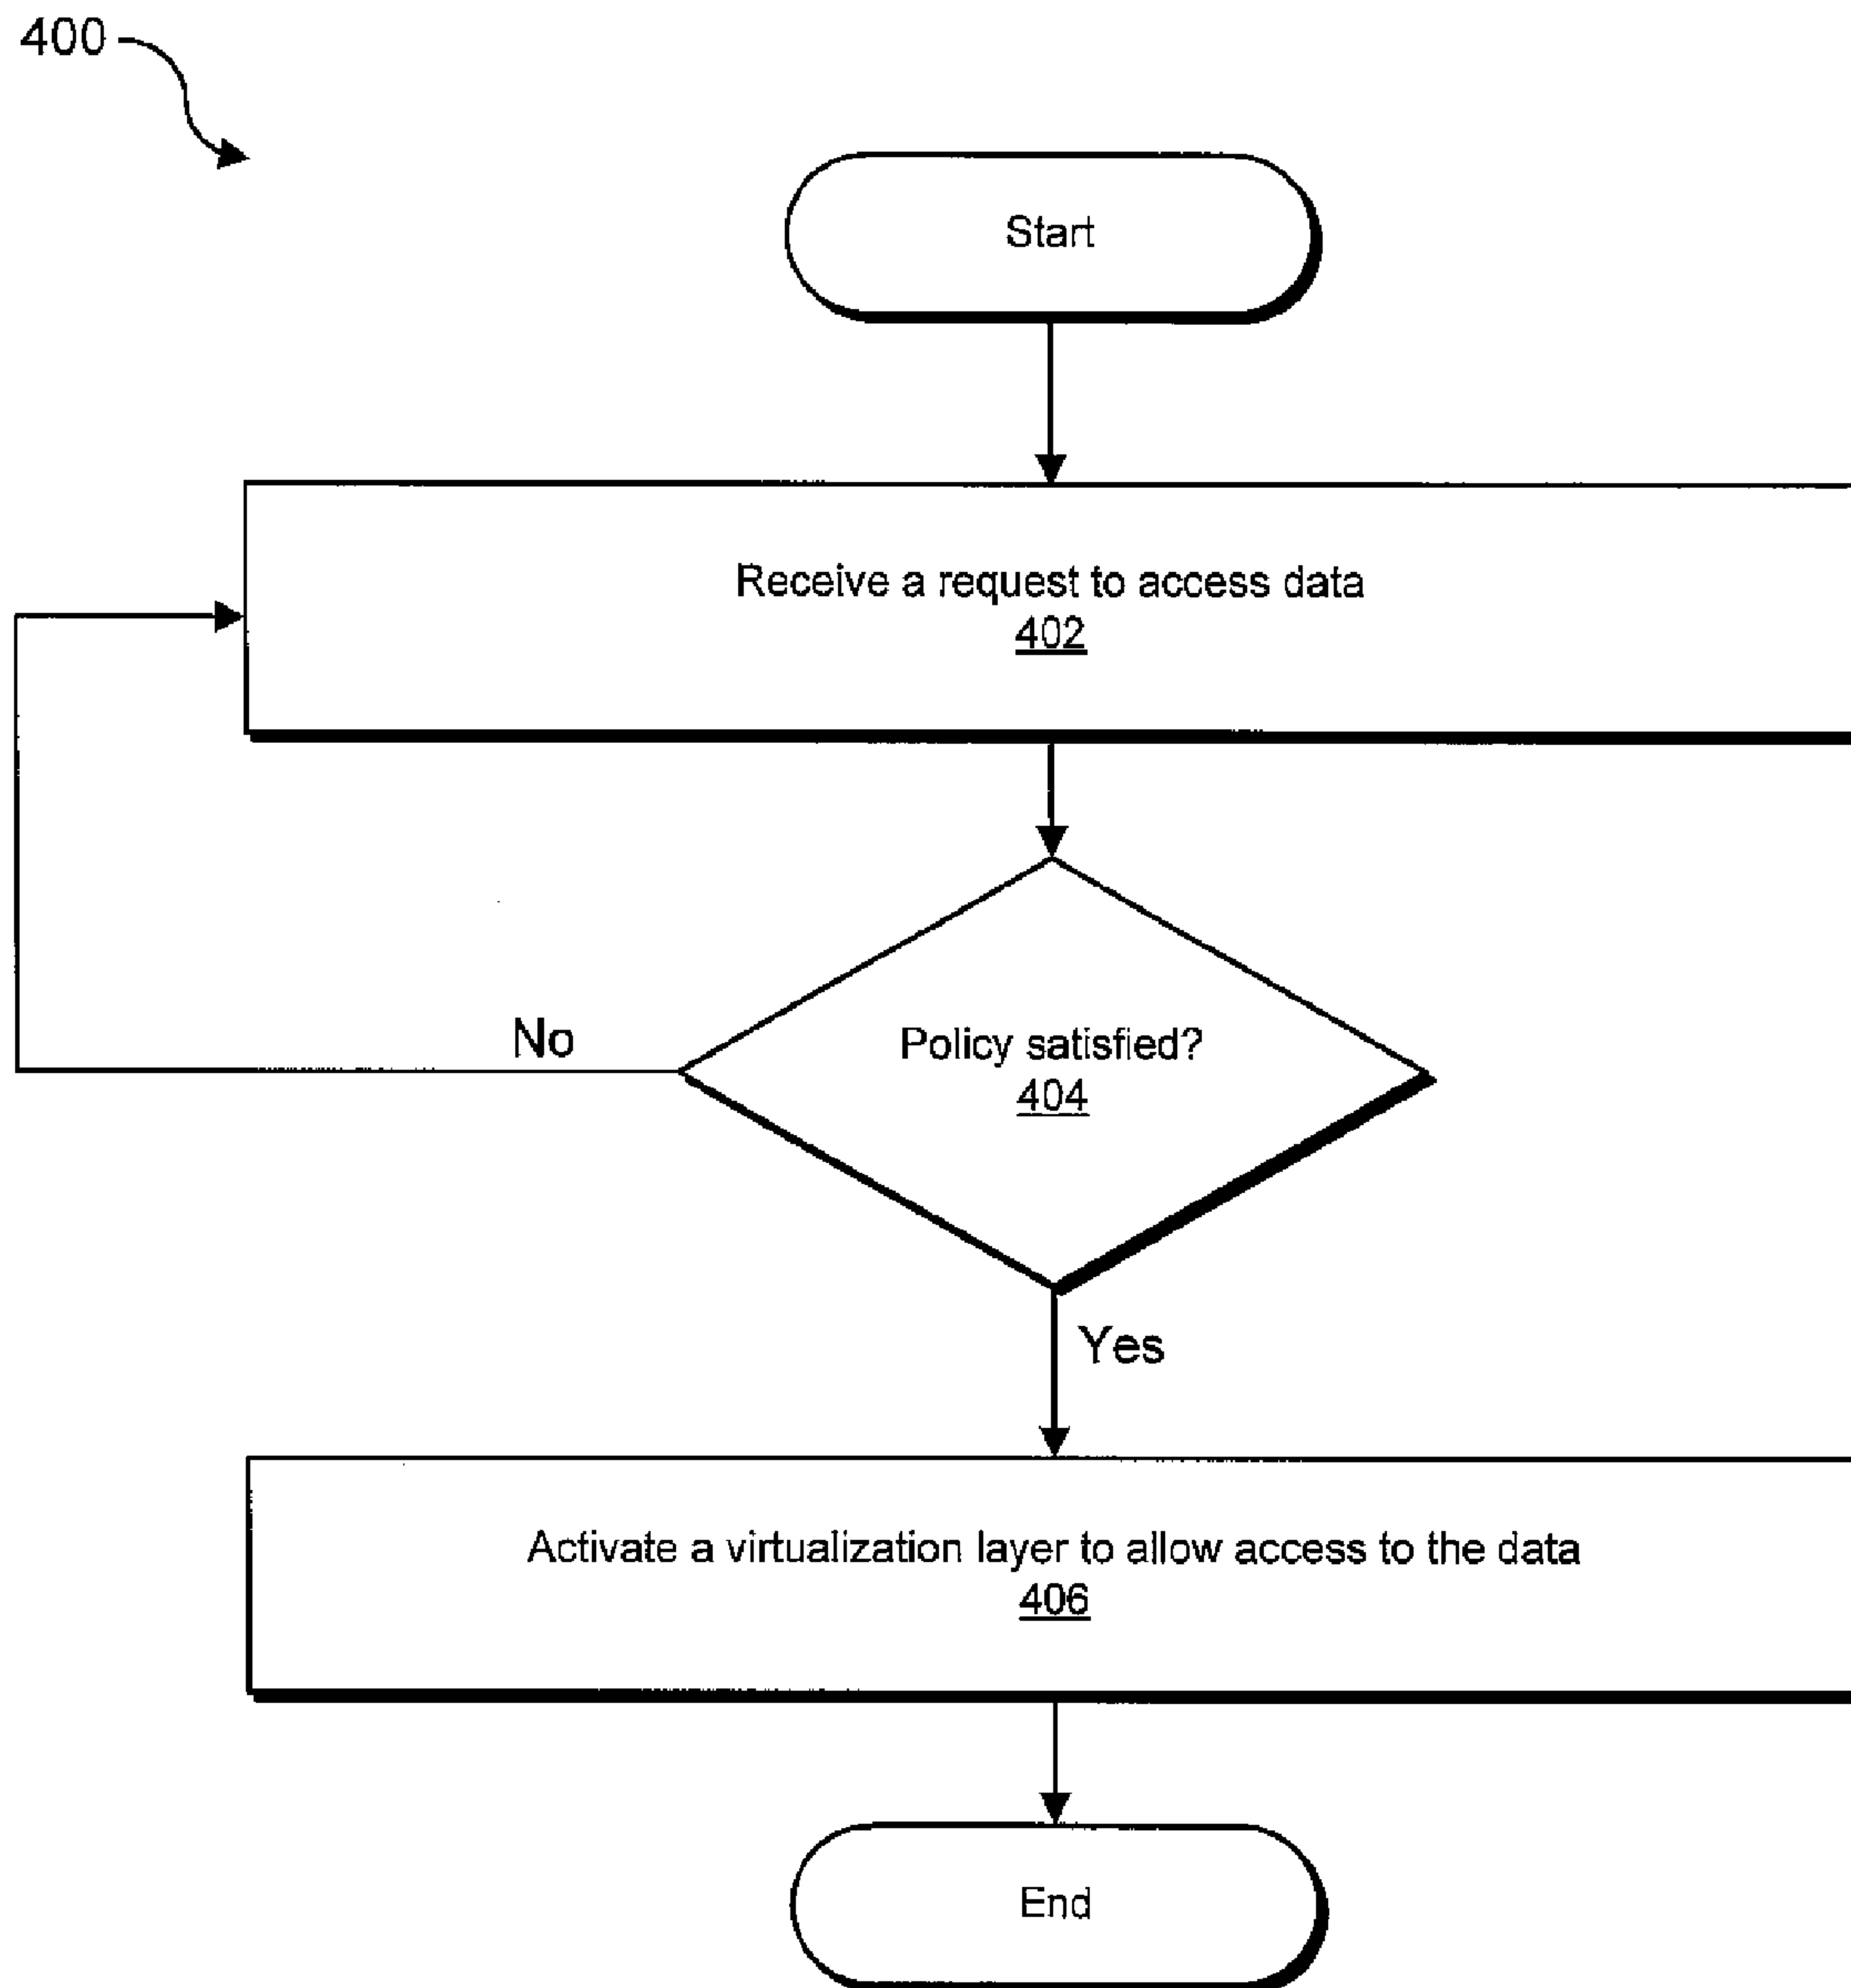 400
Start
Receive a request to access data
402
Policy satisfied?
404
No
Yes
Activate a virtualization layer to allow access to the data
406
End